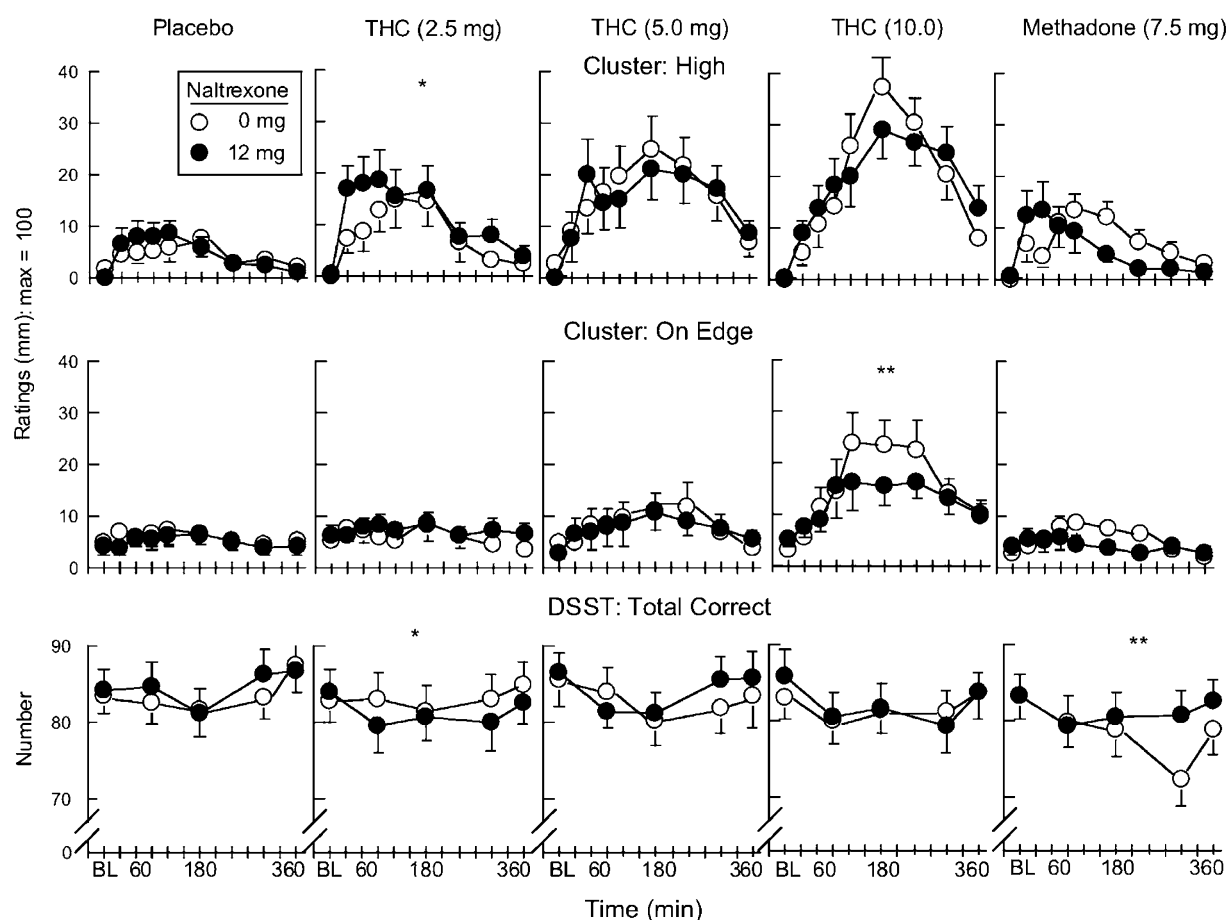 Placebo THC (2.5 mg) THC (5.0 mg) THC (10.0) Methadone (7.5 mg)
Cluster: High
Naltrexone
0 mg
12 mg
*
40
30
20
10
0
Ratings (mm): max = 100
Cluster: On Edge
**
40
30
20
10
0
DSST: Total Correct
* **
90
80
70
0
Number
BL 60 180 360 BL 60 180 360 BL 60 180 360 BL 60 180 360 BL 60 180 360
Time (min)